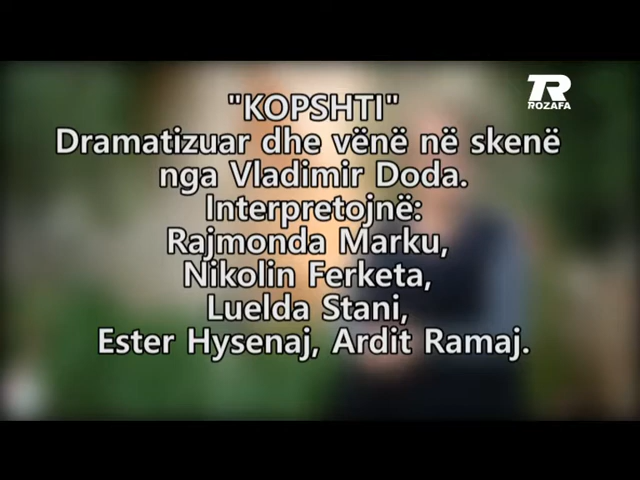 TR
ROZAFA
"KOPSHTI"
Dramatizuar dhe vënë në skenë
nga Vladimir Doda.
Interpretojnë:
Rajmonda Marku,
Nikolin Ferketa,
Luelda Stani,
Ester Hysenaj, Ardit Ramaj.